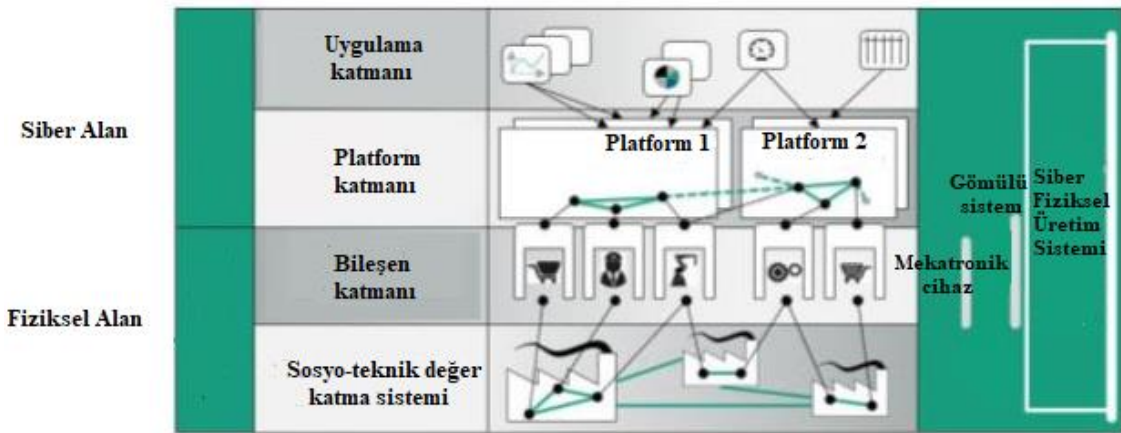 Siber Alan
Fiziksel Alan
Uygulama
katmanı
Platform
katmanı
Bileşen
katmanı
Sosyo-teknik değer
katma sistemi
Platform 1
Platform 2
Gömülü
sistem
Mekatronik
cihaz
Siber
Fiziksel
Üretim
Sistemi